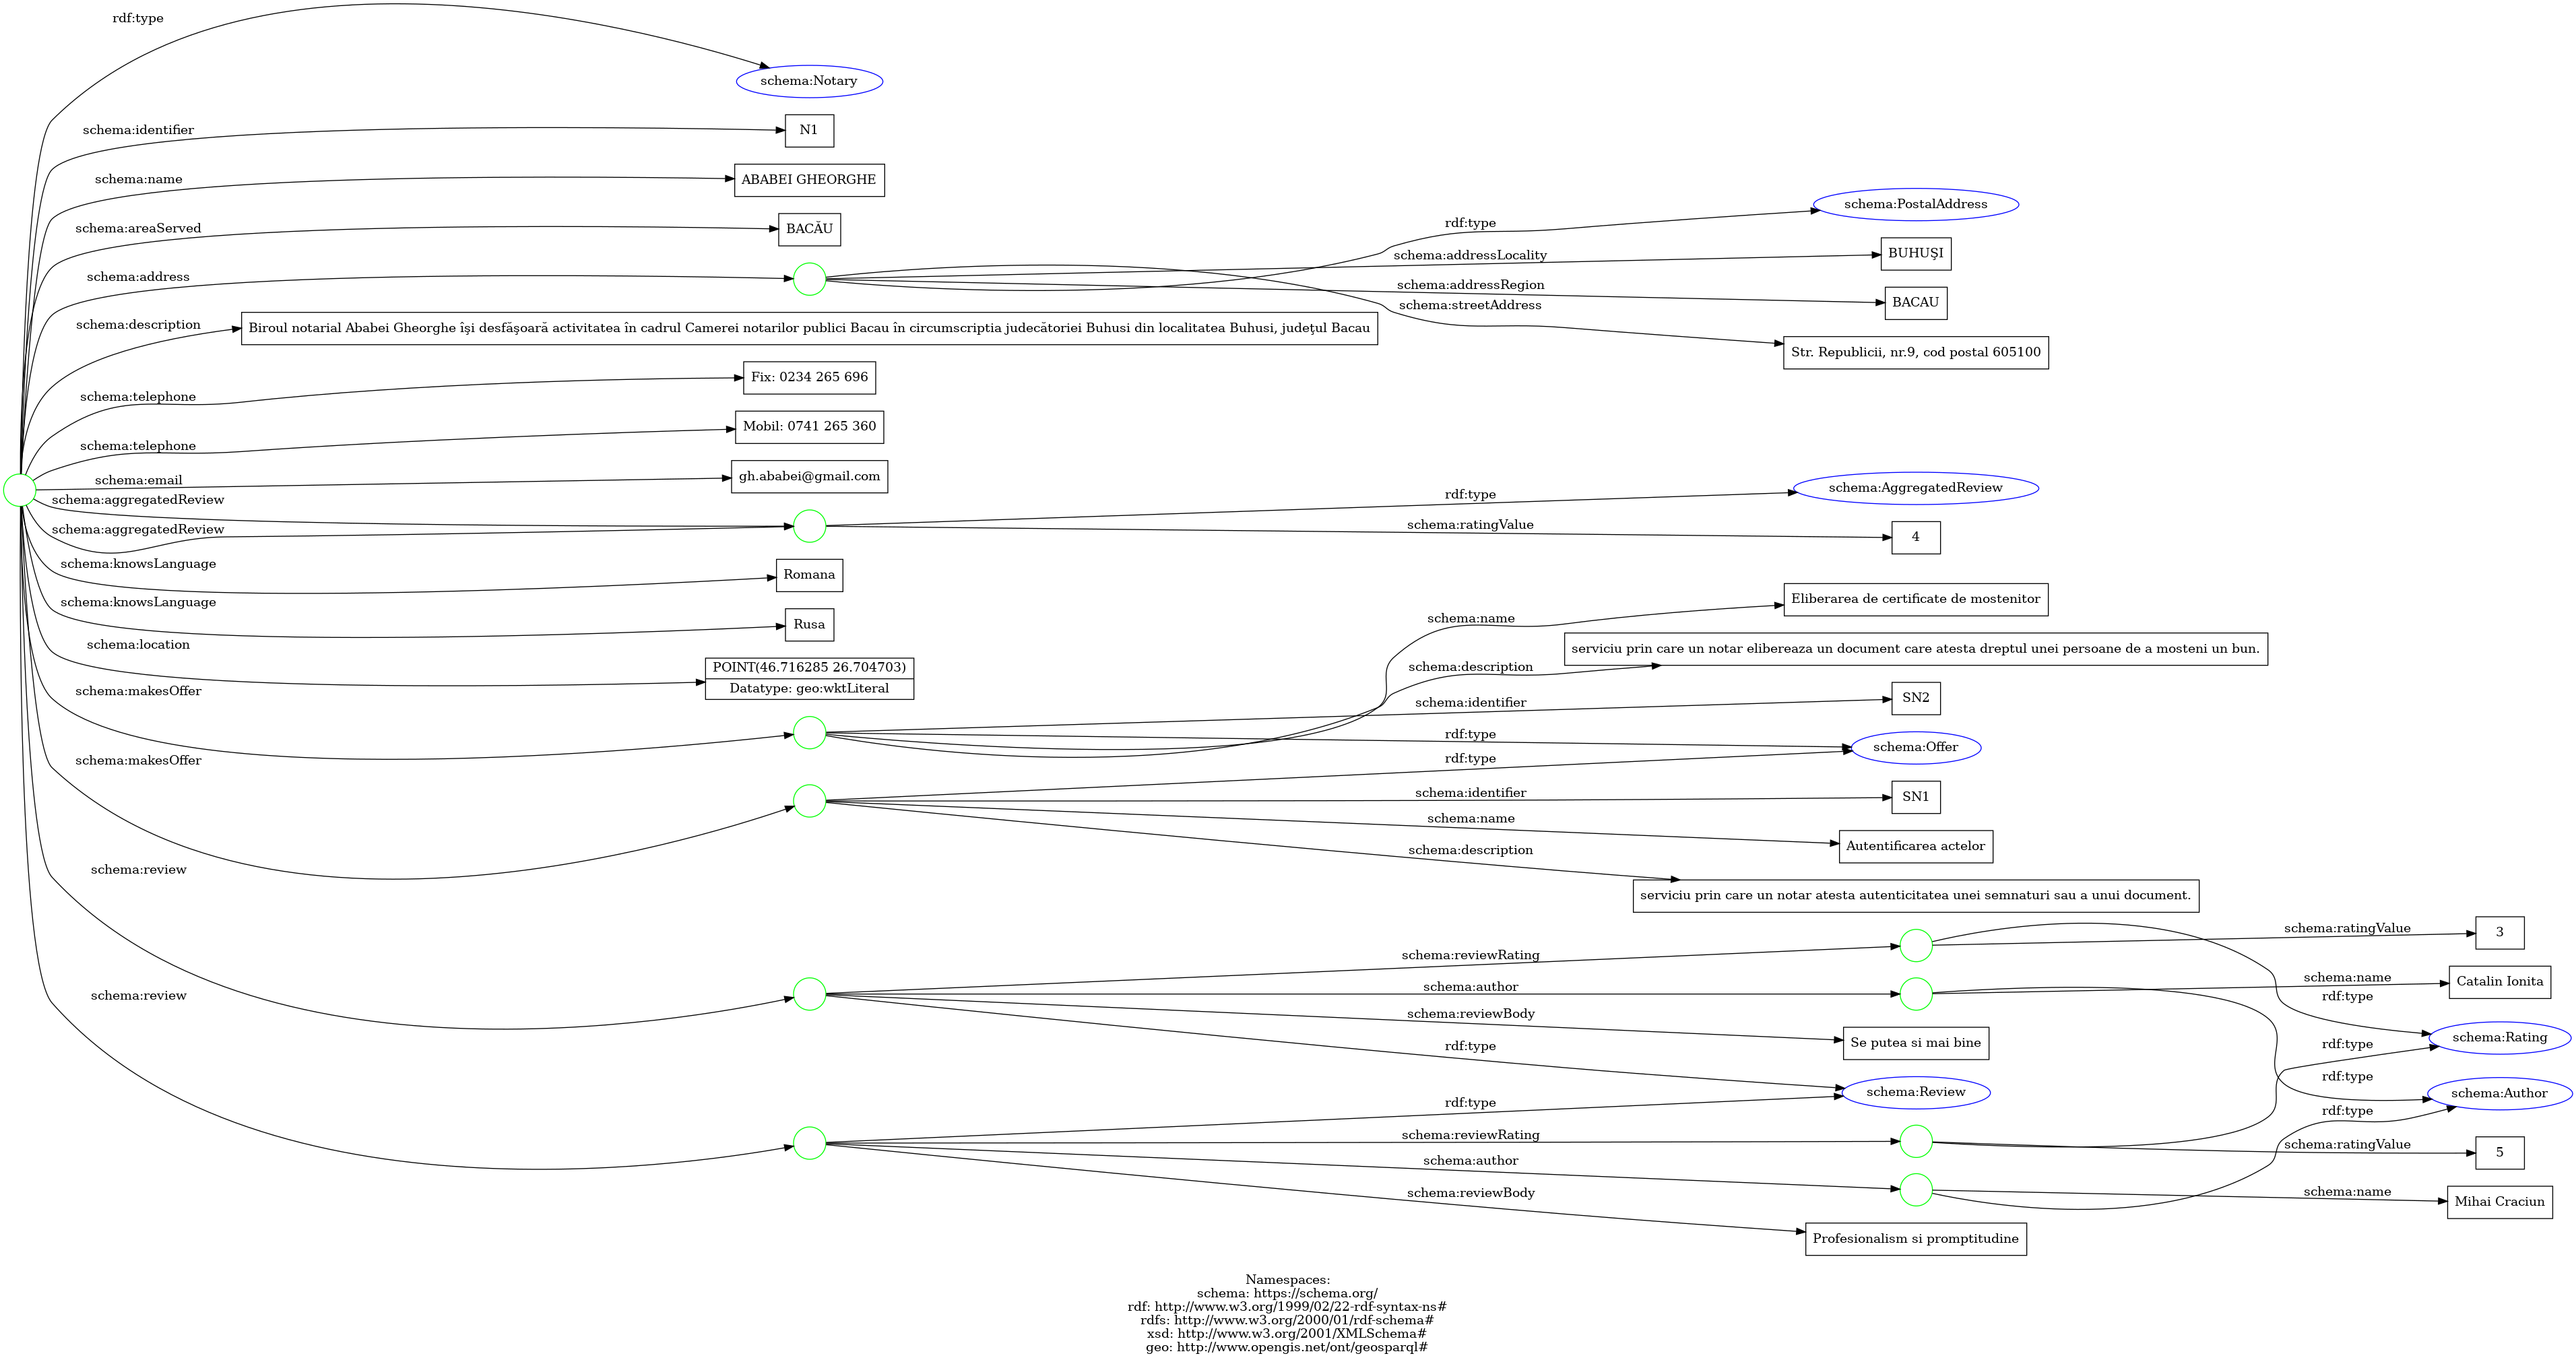 rdf:type
schema:Notary
schema:identifier
N1
schema:name
ABABEI GHEORGHE
schema:areaServed
BACĂU
schema:address
rdf:type
schema:PostalAddress
schema:addressLocality
BUHUŞI
schema:addressRegion
BACAU
schema:streetAddress
Str. Republicii, nr.9, cod postal 605100
schema:description
Biroul notarial Ababei Gheorghe îşi desfăşoară activitatea în cadrul Camerei notarilor publici Bacau în circumscriptia judecătoriei Buhusi din localitatea Buhusi, judeţul Bacau
schema:telephone
Fix: 0234 265 696
schema:telephone
Mobil: 0741 265 360
schema:email
gh.ababei@gmail.com
schema:aggregatedReview
schema:aggregatedReview
rdf:type
schema:AggregatedReview
schema:ratingValue
4
schema:knowsLanguage
Romana
schema:knowsLanguage
Rusa
schema:location
POINT(46.716285 26.704703)
Datatype: geo:wktLiteral
schema:makesOffer
schema:name
Eliberarea de certificate de mostenitor
schema:description
serviciu prin care un notar elibereaza un document care atesta dreptul unei persoane de a mosteni un bun.
schema:identifier
SN2
rdf:type
schema:Offer
schema:makesOffer
rdf:type
schema:identifier
SN1
schema:name
Autentificarea actelor
schema:description
serviciu prin care un notar atesta autenticitatea unei semnaturi sau a unui document.
schema:review
schema:reviewRating
schema:ratingValue
3
schema:author
schema:name
Catalin Ionita
rdf:type
schema:reviewBody
Se putea si mai bine
schema:Rating
rdf:type
rdf:type
schema:Review
rdf:type
schema:Author
schema:review
rdf:type
rdf:type
schema:reviewRating
schema:ratingValue
5
schema:author
schema:name
Mihai Craciun
schema:reviewBody
Profesionalism si promptitudine
Namespaces:
schema: https://schema.org/
rdf: http://www.w3.org/1999/02/22-rdf-syntax-ns#
rdfs: http://www.w3.org/2000/01/rdf-schema#
xsd: http://www.w3.org/2001/XMLSchema#
geo: http://www.opengis.net/ont/geosparql#